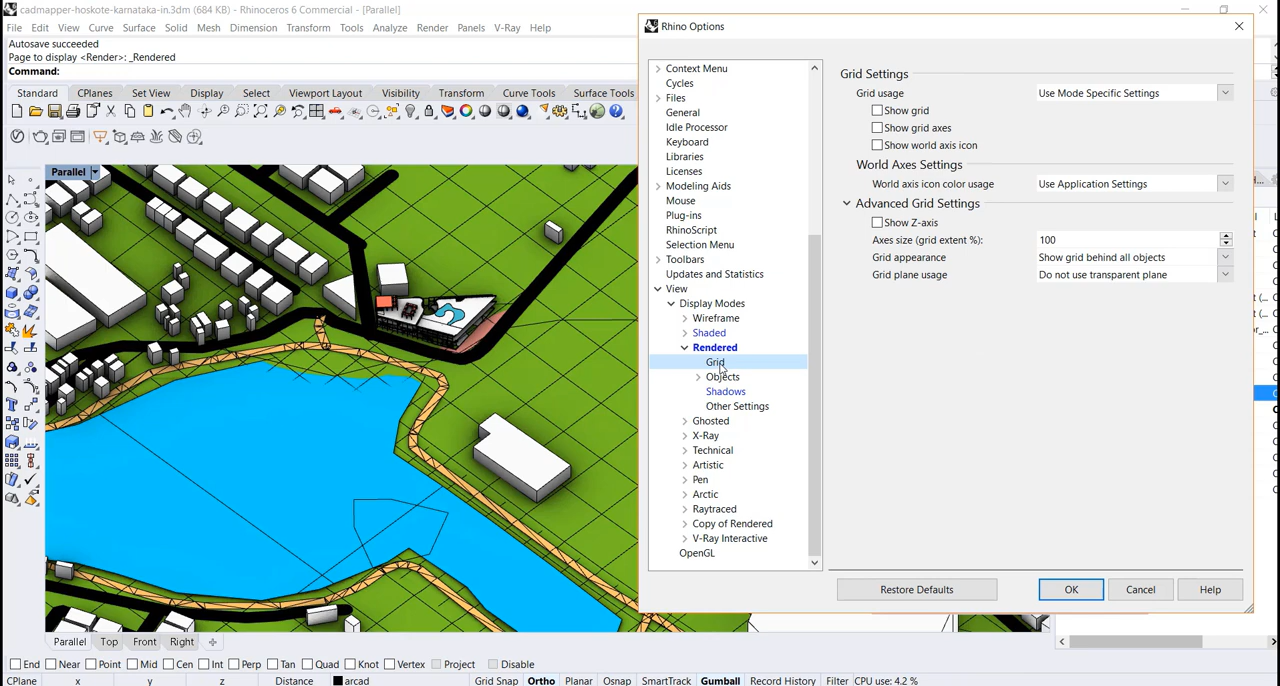 cadmapper-hoskote-karnataka-in.3dm (684 KB) - Rhinoceros 6 Commercial - [Parallel]
File Edit View Curve Surface Solid Mesh Dimension Transform Tools Analyze Render Panels V-Ray Help
Autosave succeeded
Page to display <Render>: _Rendered
Command:
Standard CPlanes Set View Display Select Viewport Layout Visibility Transform Curve Tools Surface Tools
Parallel
Parallel Top Front Right
End Near Point Mid Cen Int Perp Tan Quad Knot Vertex Project Disable
CPlane x y z Distance arcad Grid Snap Ortho Planar Osnap SmartTrack Gumball Record History Filter CPU use: 4.2 %
Rhino Options
Context Menu
Cycles
Files
General
Idle Processor
Keyboard
Libraries
Licenses
Modeling Aids
Mouse
Plug-ins
RhinoScript
Selection Menu
Toolbars
Updates and Statistics
View
Display Modes
Wireframe
Shaded
Rendered
Grid
Objects
Shadows
Other Settings
Ghosted
X-Ray
Technical
Artistic
Pen
Arctic
Raytraced
Copy of Rendered
V-Ray Interactive
OpenGL
Grid Settings
Grid usage Use Mode Specific Settings
Show grid
Show grid axes
Show world axis icon
World Axes Settings
World axis icon color usage Use Application Settings
Advanced Grid Settings
Show Z-axis
Axes size (grid extent %): 100
Grid appearance Show grid behind all objects
Grid plane usage Do not use transparent plane
Restore Defaults OK Cancel Help